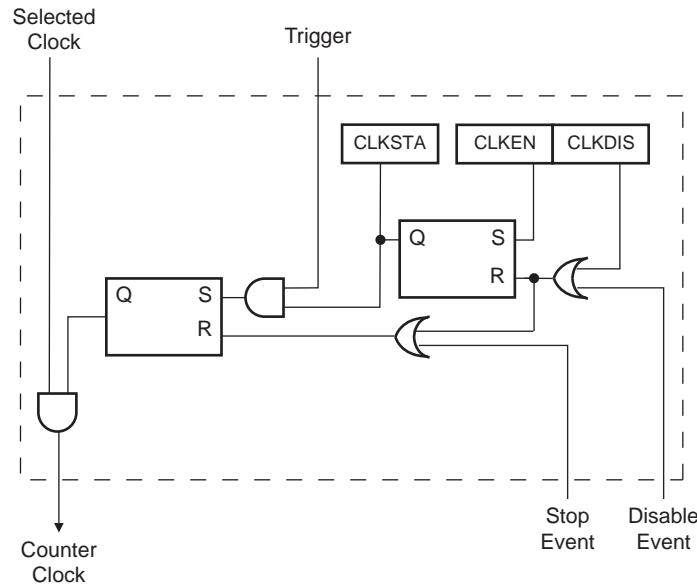 Selected
Clock
Trigger
CLKSTA
CLKEN
CLKDIS
Q
S
R
Q
S
R
Stop
Event
Disable
Event
Counter
Clock